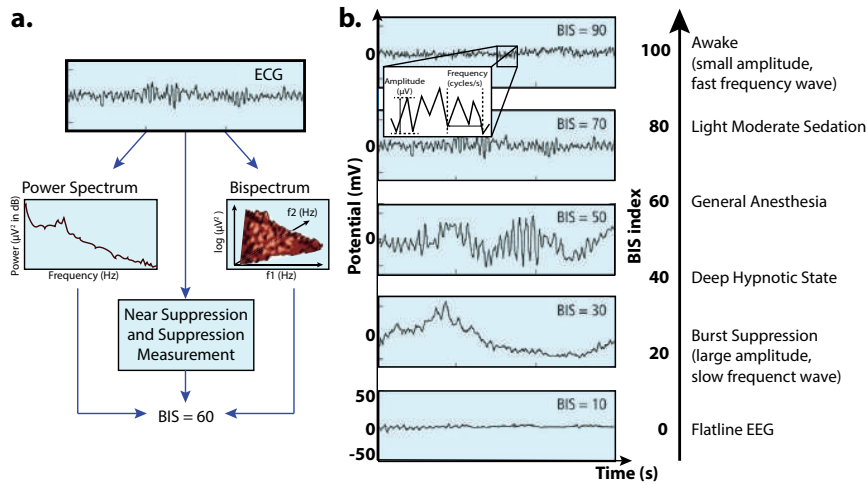 a.
ECG
Power Spectrum
Power (µV² in dB)
Frequency (Hz)
Bispectrum
log (µV²)
f2 (Hz)
f1 (Hz)
Near Suppression
and Suppression
Measurement
BIS = 60
b.
Potential (mV)
0
BIS = 90
Amplitude
(µV)
Frequency
(cycles/s)
0
BIS = 70
0
BIS = 50
0
BIS = 30
50
0
-50
BIS = 10
Time (s)
BIS index
100
80
60
40
20
0
Awake
(small amplitude,
fast frequency wave)
Light Moderate Sedation
General Anesthesia
Deep Hypnotic State
Burst Suppression
(large amplitude,
slow frequenct wave)
Flatline EEG